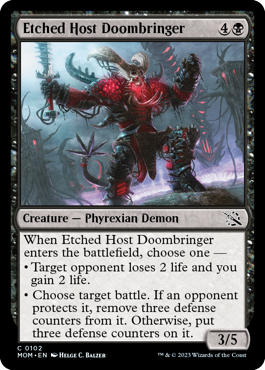 Etched Host Doombringer 4
Creature — Phyrexian Demon
When Etched Host Doombringer
enters the battlefield, choose one —
• Target opponent loses 2 life and you
gain 2 life.
• Choose target battle. If an opponent
protects it, remove three defense
counters from it. Otherwise, put
three defense counters on it.
3/5
C 0102
MOM • EN HELGE C. BALZER
™ & © 2023 Wizards of the Coast